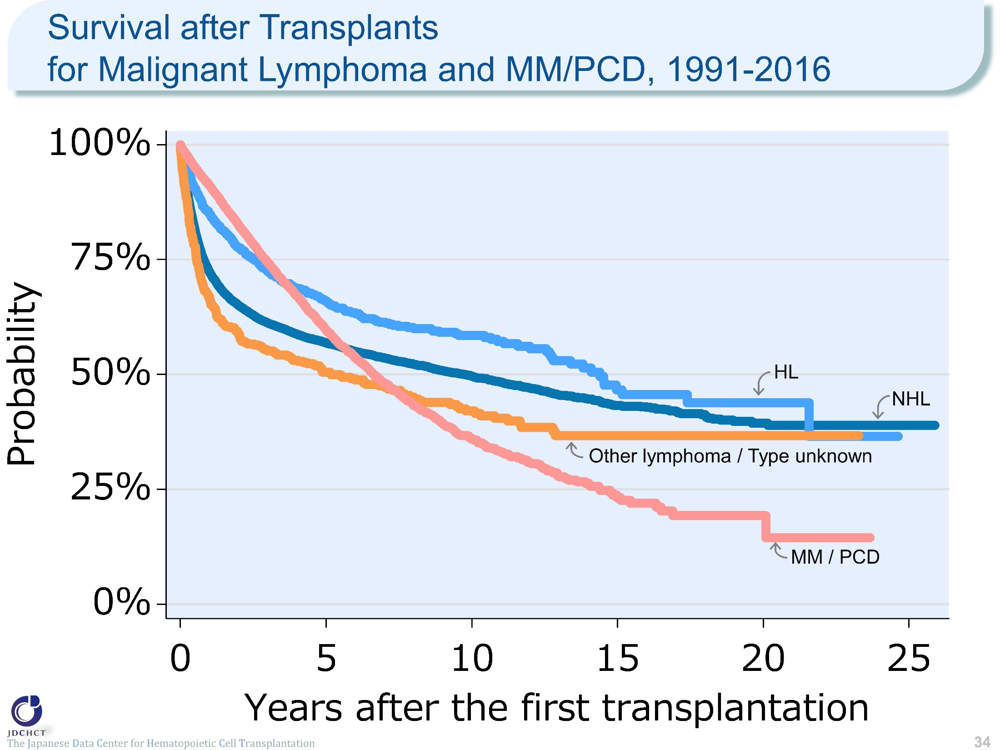 Survival after Transplants
for Malignant Lymphoma and MM/PCD, 1991-2016
100%
75%
50%
25%
0%
Probability
HL
NHL
Other lymphoma / Type unknown
MM / PCD
0 5 10 15 20 25
Years after the first transplantation
JDCHCT
The Japanese Data Center for Hematopoietic Cell Transplantation
34